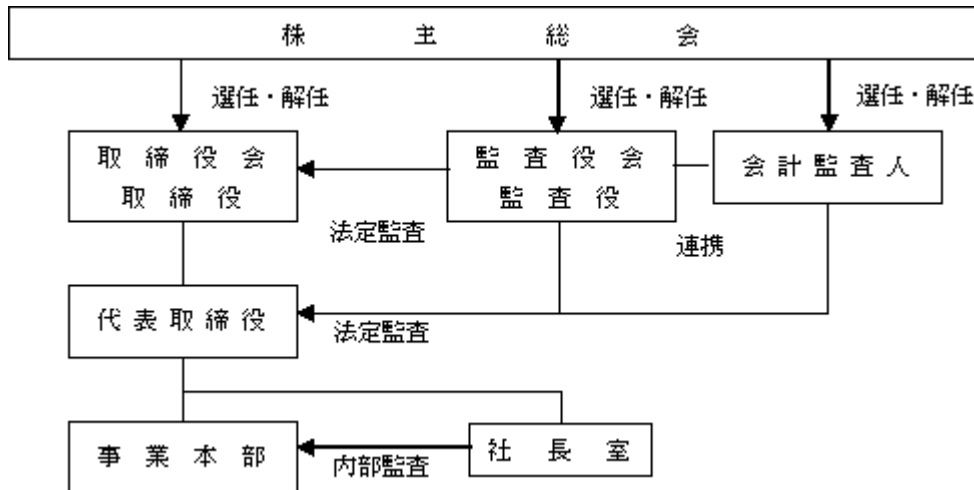 株主総会
選任・解任
選任・解任
選任・解任
取締役会
取締役
監査役会
監査役
会計監査人
法定監査
連携
代表取締役
法定監査
事業本部
内部監査
社長室